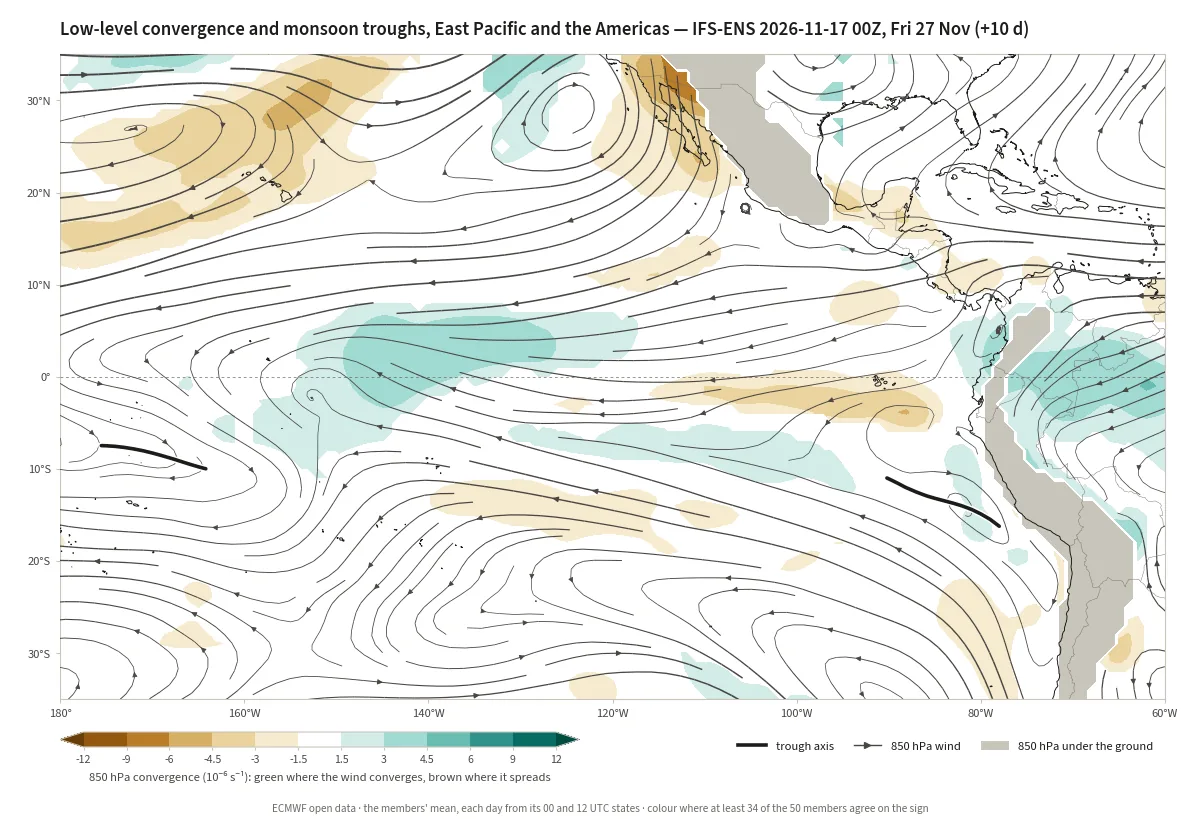 Low-level convergence and monsoon troughs, East Pacific and the Americas — IFS-ENS 2026-11-17 00Z, Fri 27 Nov (+10 d)
30°N
20°N
10°N
0°
10°S
20°S
30°S
180° 160°W 140°W 120°W 100°W 80°W 60°W
-12 -9 -6 -4.5 -3 -1.5 1.5 3 4.5 6 9 12
850 hPa convergence (10⁻⁶ s⁻¹): green where the wind converges, brown where it spreads
trough axis 850 hPa wind 850 hPa under the ground
ECMWF open data · the members' mean, each day from its 00 and 12 UTC states · colour where at least 34 of the 50 members agree on the sign